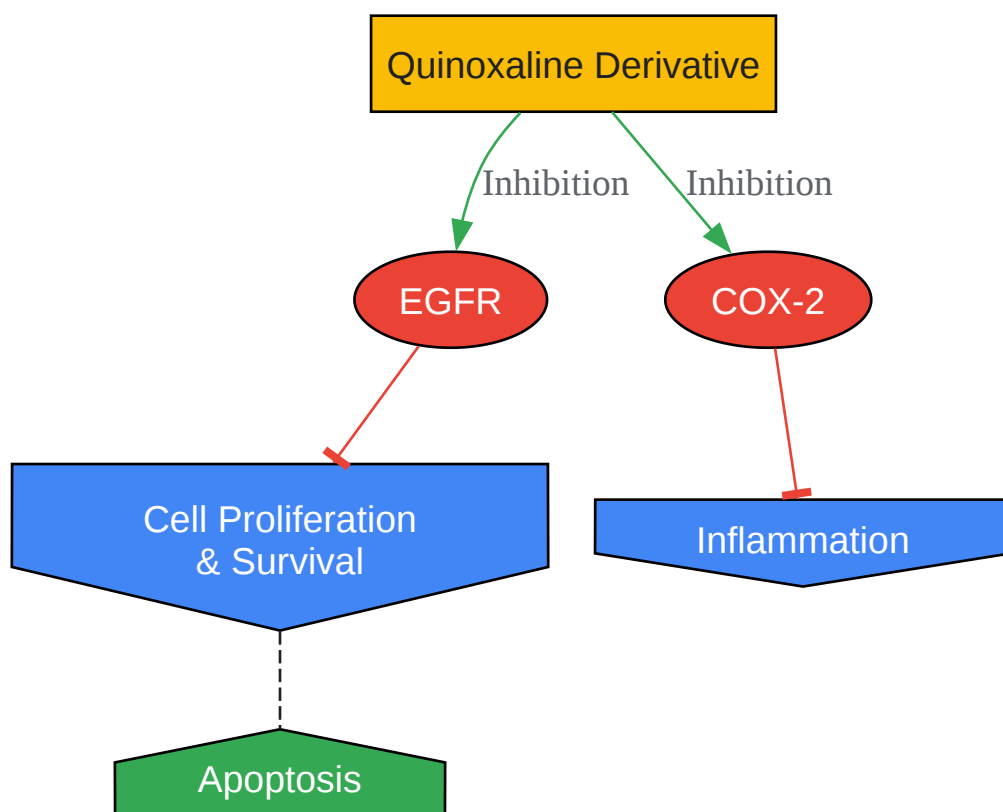 Quinoxaline Derivative
Inhibition
Inhibition
EGFR
COX-2
Cell Proliferation
& Survival
Inflammation
Apoptosis